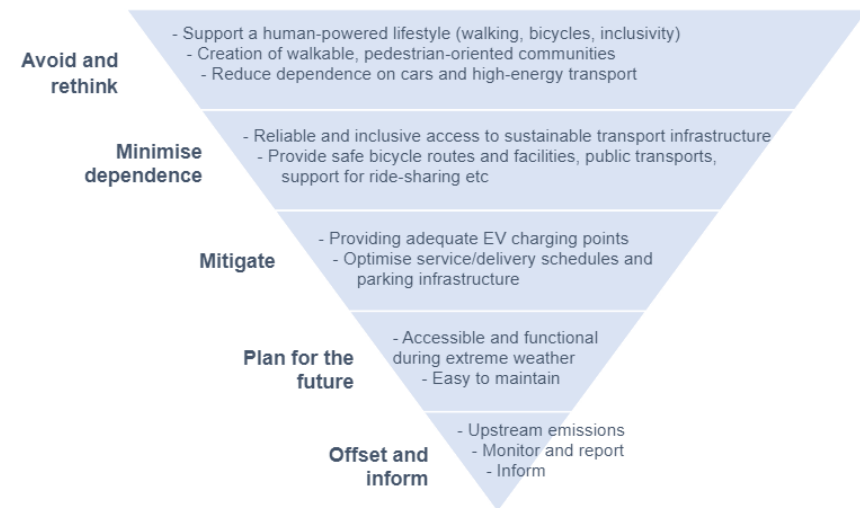 Avoid and
rethink
- Support a human-powered lifestyle (walking, bicycles, inclusivity)
- Creation of walkable, pedestrian-oriented communities
- Reduce dependence on cars and high-energy transport
Minimise
dependence
- Reliable and inclusive access to sustainable transport infrastructure
- Provide safe bicycle routes and facilities, public transports,
support for ride-sharing etc
Mitigate
- Providing adequate EV charging points
- Optimise service/delivery schedules and
parking infrastructure
Plan for the
future
- Accessible and functional
during extreme weather
- Easy to maintain
Offset and
inform
- Upstream emissions
- Monitor and report
- Inform